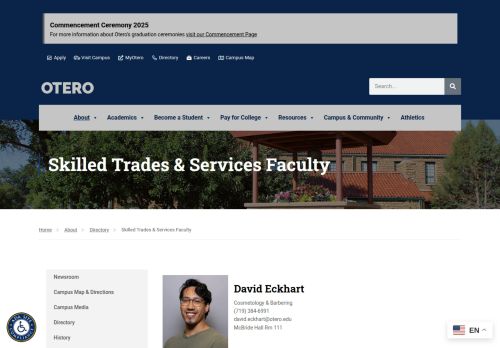 Commencement Ceremony 2025
For more information about Otero's graduation ceremonies visit our Commencement Page
Apply Visit Campus MyOtero Directory Careers Campus Map
OTERO
Search...
About Academics Become a Student Pay for College Resources Campus & Community Athletics
Skilled Trades & Services Faculty
Home > About > Directory > Skilled Trades & Services Faculty
Newsroom
Campus Map & Directions
Campus Media
Directory
History
David Eckhart
Cosmetology & Barbering
(719) 384-6991
david.eckhart@otero.edu
McBride Hall Rm 111
EN